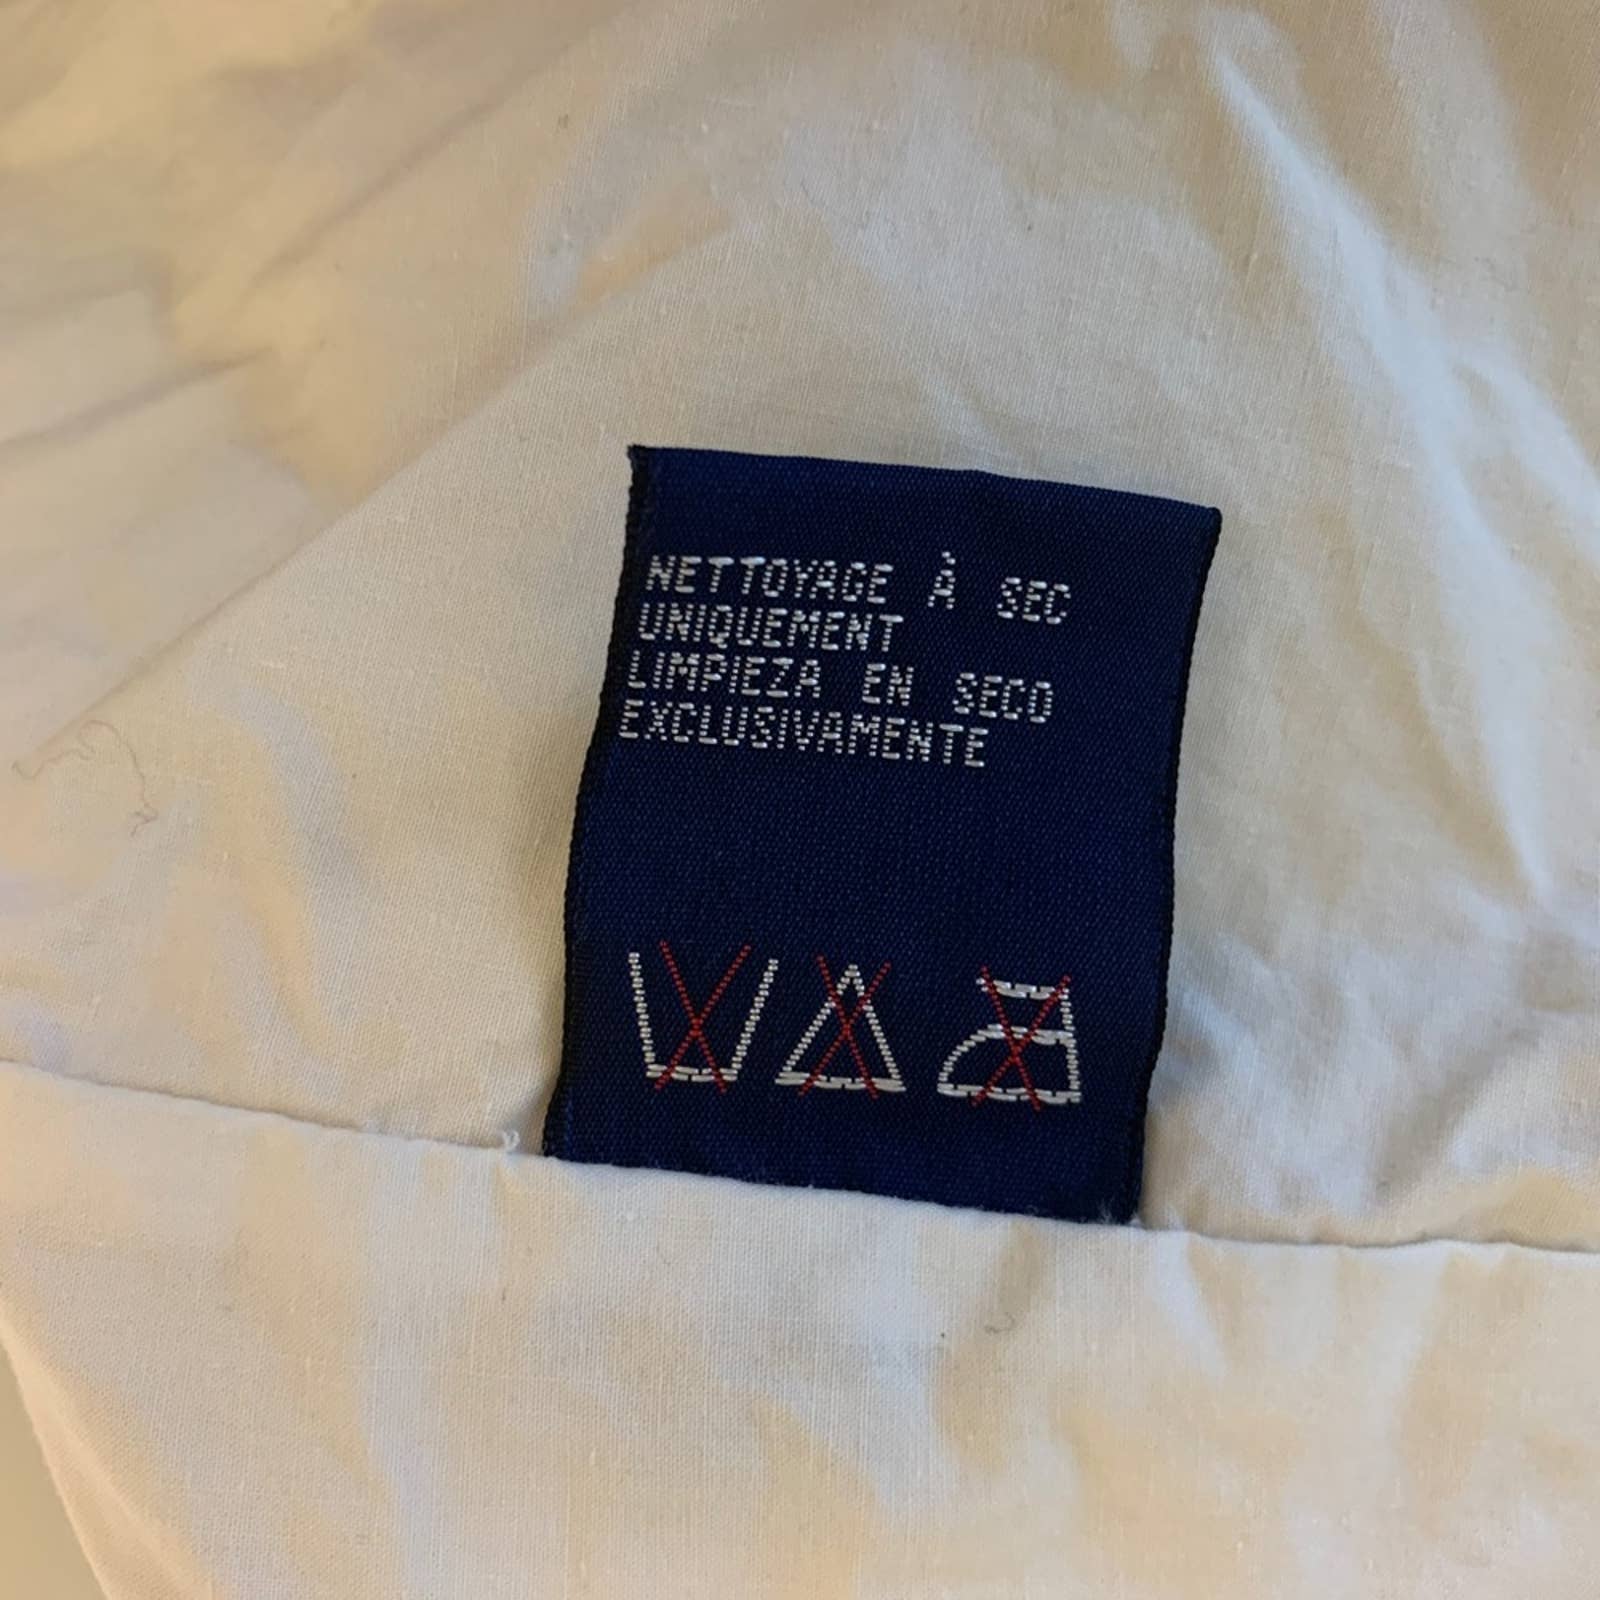 NETTOYAGE À SEC
UNIQUEMENT
LIMPIEZA EN SECO
EXCLUSIVAMENTE